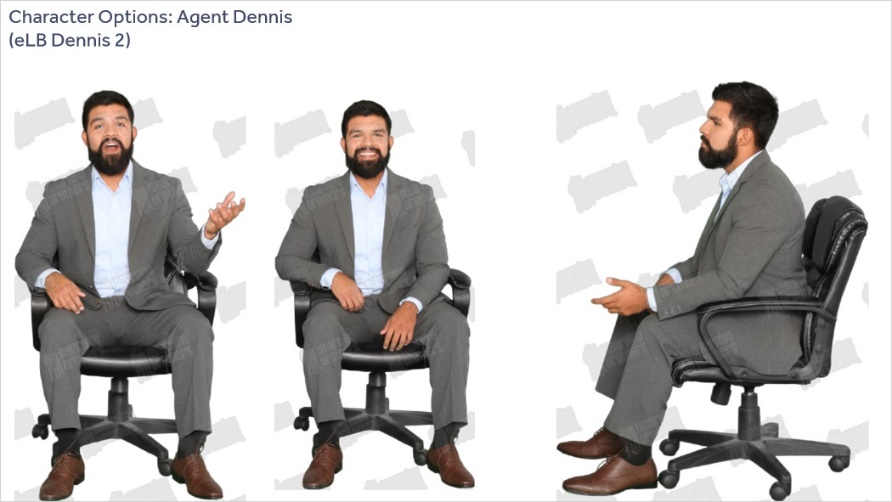 Character Options: Agent Dennis
(eLB Dennis 2)